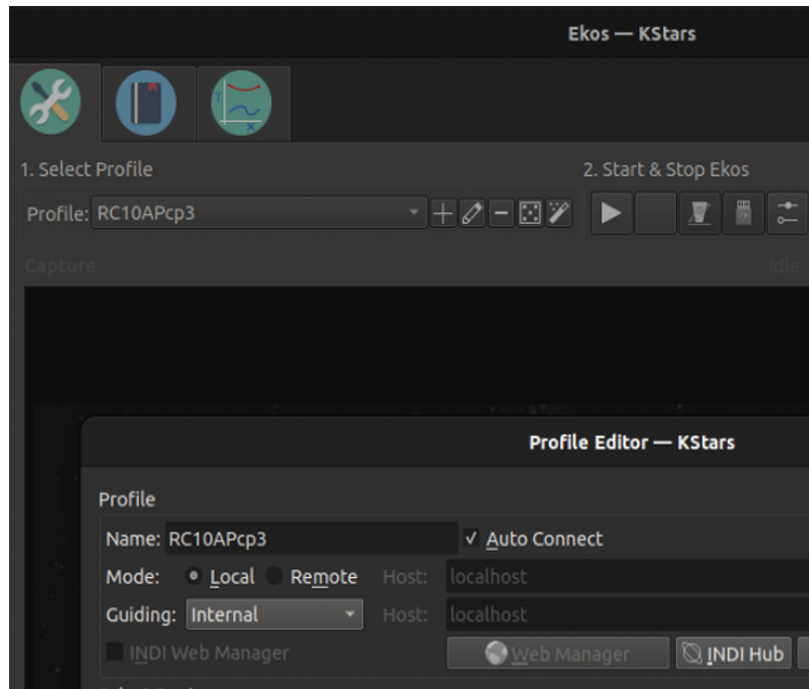 Ekos — KStars
1. Select Profile
2. Start & Stop Ekos
Profile: RC10APcp3
Capture
Idle
Profile Editor — KStars
Profile
Name: RC10APcp3
Auto Connect
Mode: Local Remote Host: localhost
Guiding: Internal Host: localhost
INDI Web Manager
Web Manager
INDI Hub